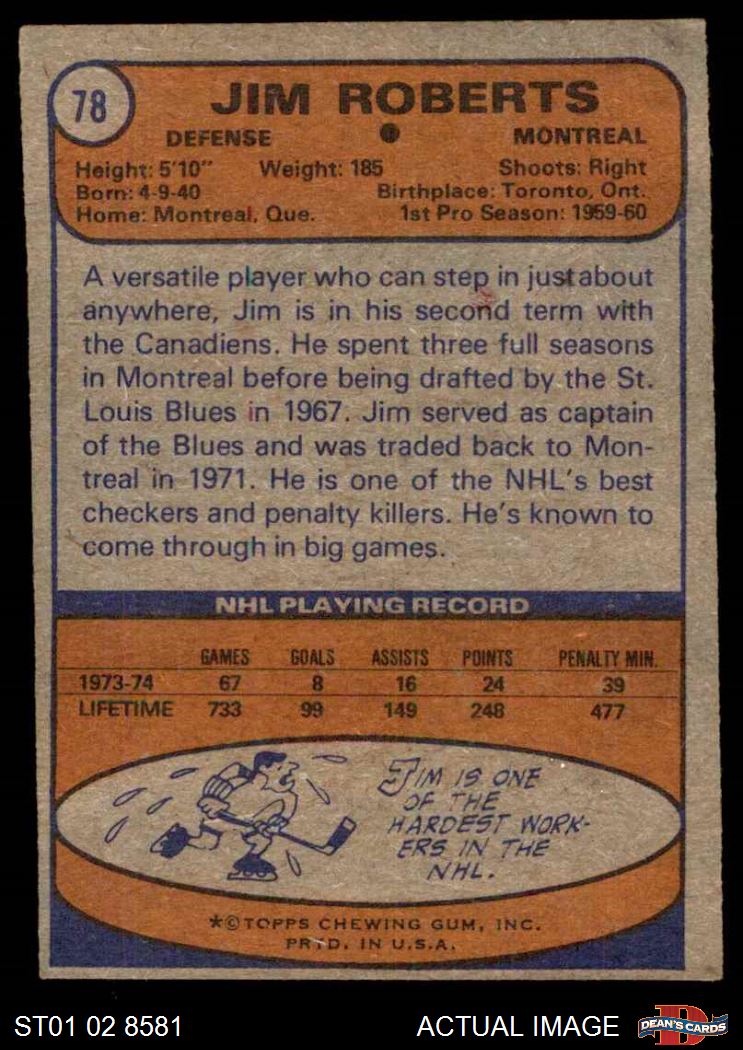 78
JIM ROBERTS
DEFENSE MONTREAL
Height: 5'10" Weight: 185 Shoots: Right
Born: 4-9-40 Birthplace: Toronto, Ont.
Home: Montreal, Que. 1st Pro Season: 1959-60
A versatile player who can step in just about
anywhere, Jim is in his second term with
the Canadiens. He spent three full seasons
in Montreal before being drafted by the St.
Louis Blues in 1967. Jim served as captain
of the Blues and was traded back to Mon-
treal in 1971. He is one of the NHL's best
checkers and penalty killers. He's known to
come through in big games.
NHL PLAYING RECORD
GAMES GOALS ASSISTS POINTS PENALTY MIN.
1973-74 67 8 16 24 39
LIFETIME 733 99 149 248 477
JIM IS ONE
OF THE
HARDEST WORK-
ERS IN THE
NHL.
*©TOPPS CHEWING GUM, INC.
PRTD. IN U.S.A.
ST01 02 8581 ACTUAL IMAGE
D
DEAN'S CARDS